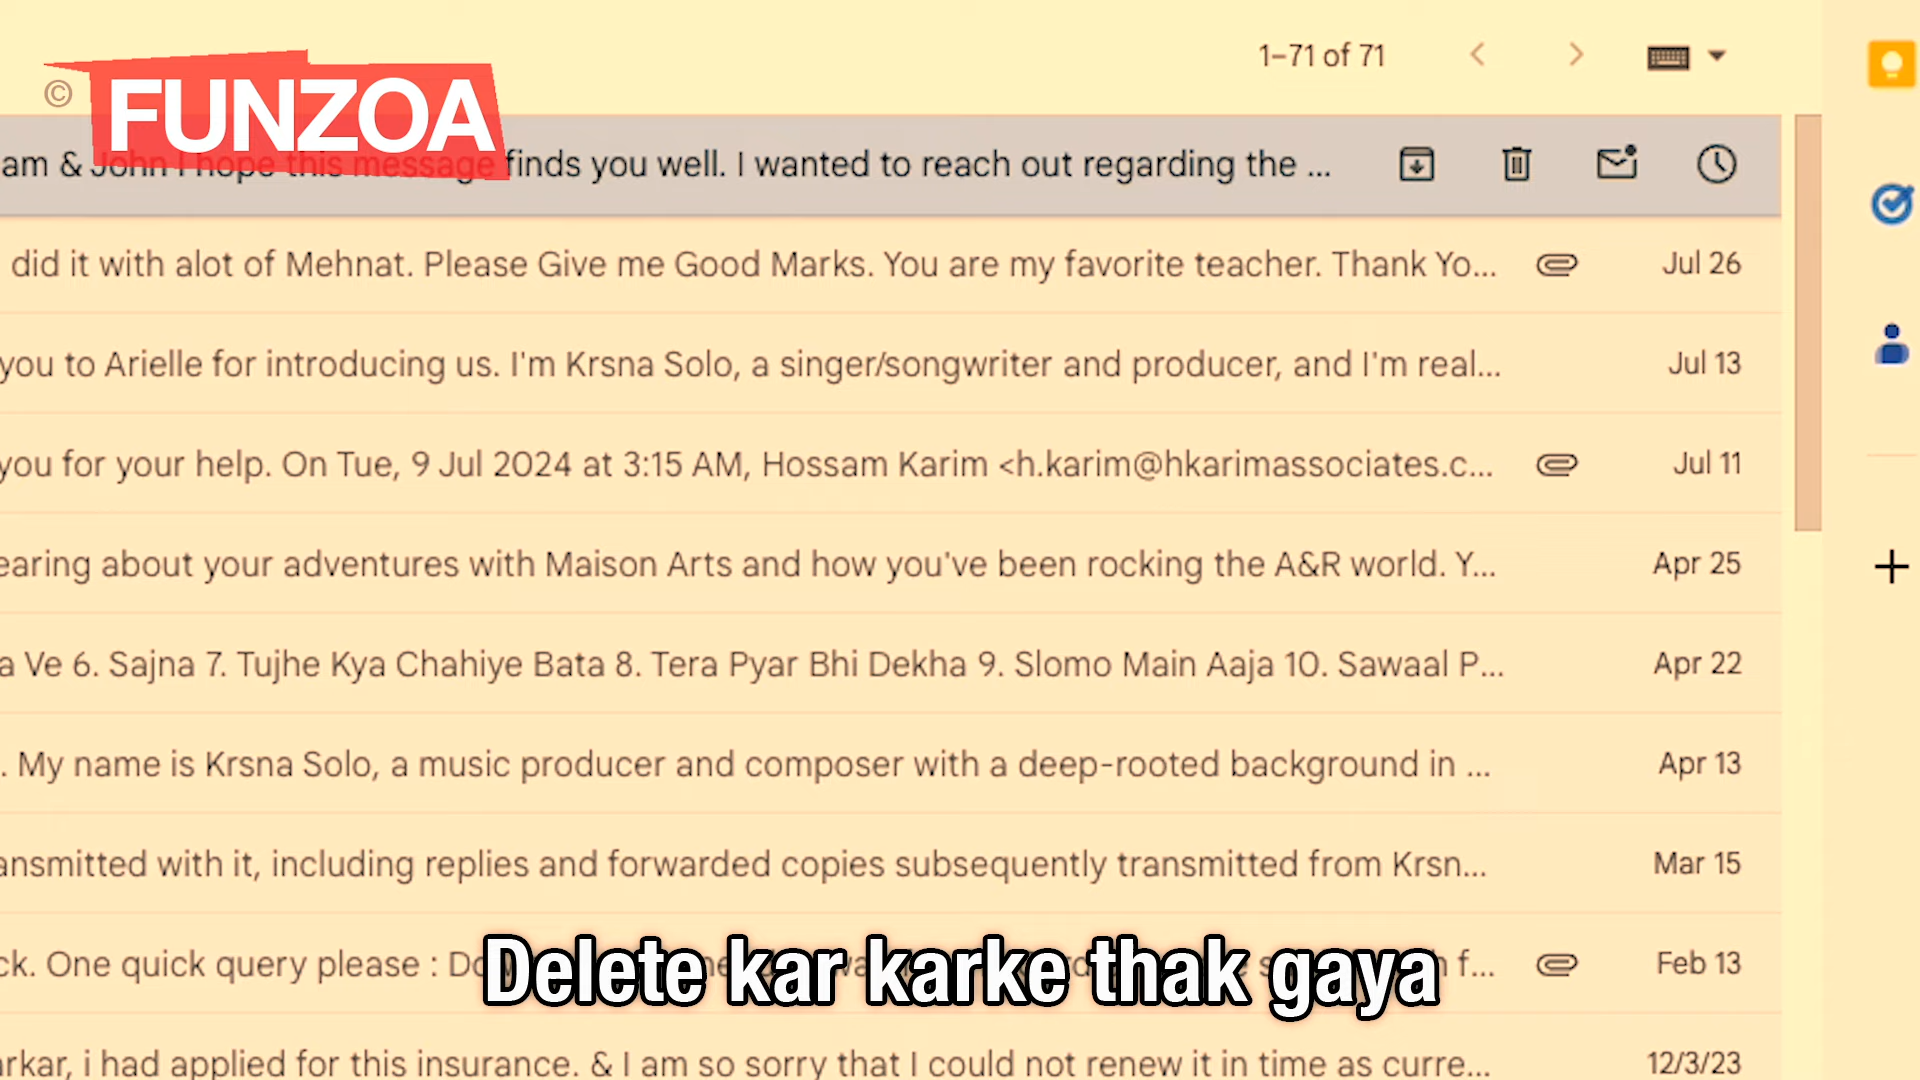 1–71 of 71
© FUNZOA
am & John I hope this message finds you well. I wanted to reach out regarding the ...
did it with alot of Mehnat. Please Give me Good Marks. You are my favorite teacher. Thank Yo... Jul 26
you to Arielle for introducing us. I'm Krsna Solo, a singer/songwriter and producer, and I'm real... Jul 13
you for your help. On Tue, 9 Jul 2024 at 3:15 AM, Hossam Karim <h.karim@hkarimassociates.c... Jul 11
earing about your adventures with Maison Arts and how you've been rocking the A&R world. Y... Apr 25
a Ve 6. Sajna 7. Tujhe Kya Chahiye Bata 8. Tera Pyar Bhi Dekha 9. Slomo Main Aaja 10. Sawaal P... Apr 22
. My name is Krsna Solo, a music producer and composer with a deep-rooted background in ... Apr 13
ansmitted with it, including replies and forwarded copies subsequently transmitted from Krsn... Mar 15
ck. One quick query please : f... Feb 13
Delete kar karke thak gaya
arkar, i had applied for this insurance. & I am so sorry that I could not renew it in time as curre... 12/3/23